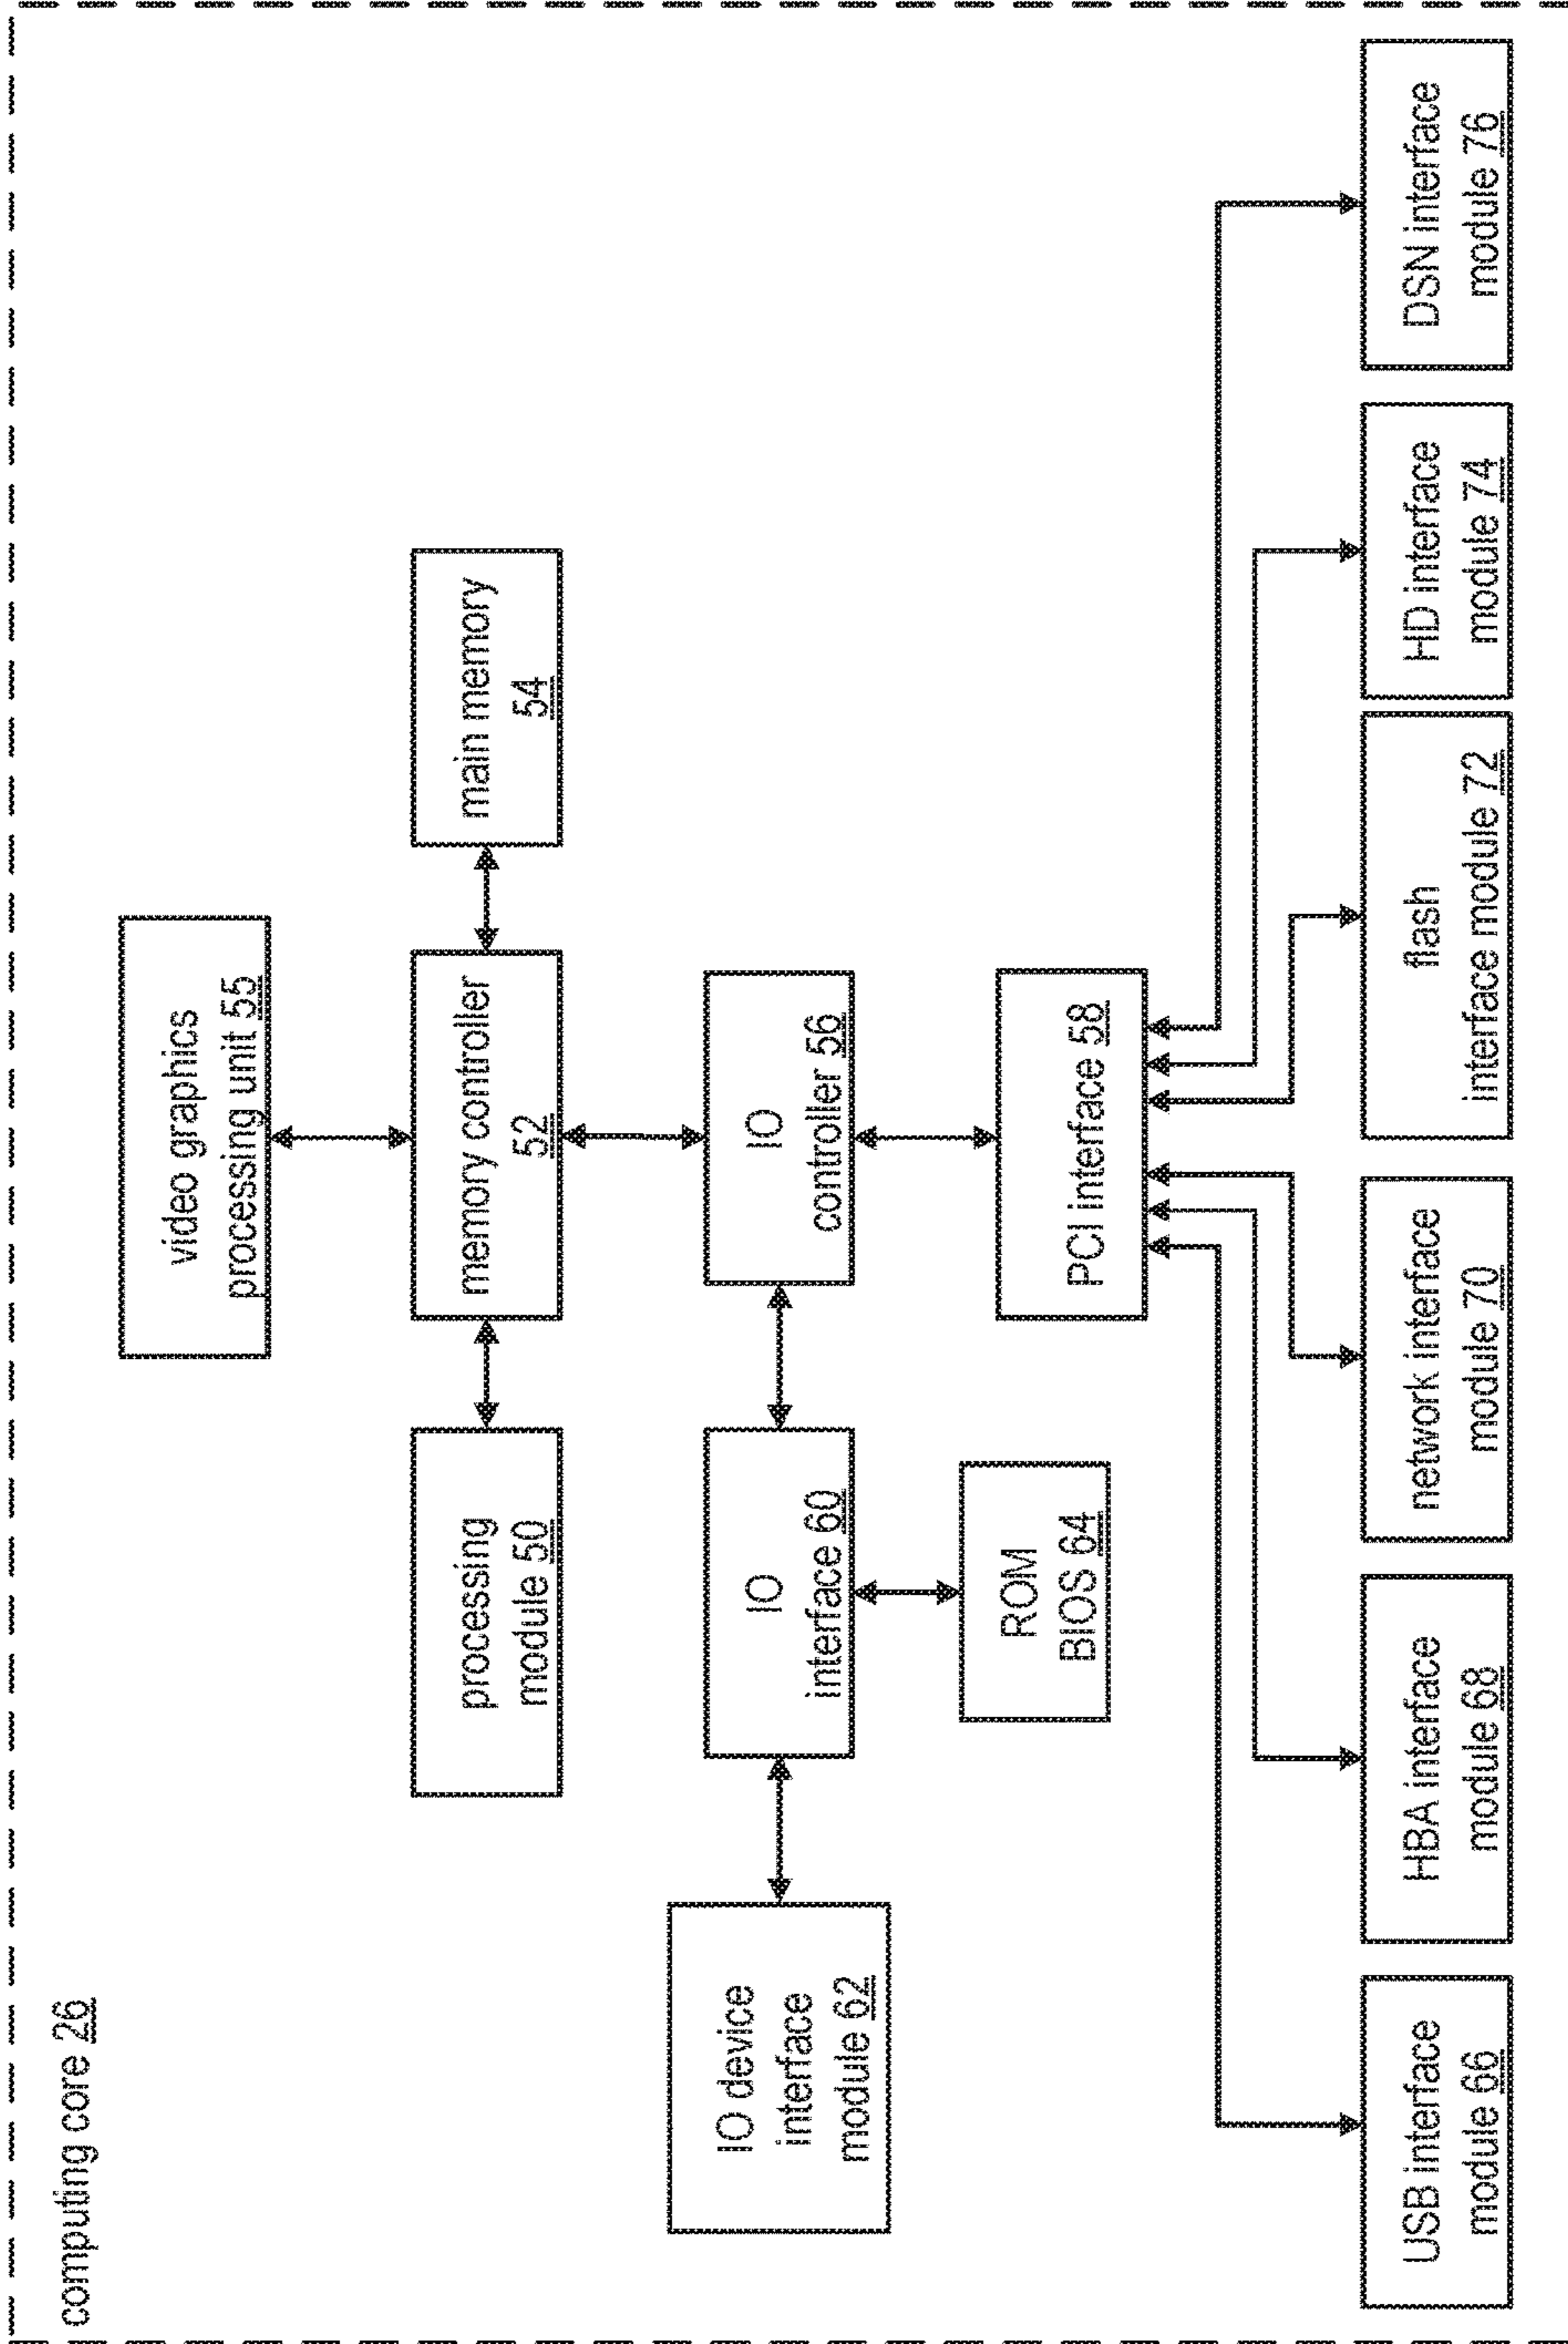 computing core 26
video graphics
processing unit 55
processing
module 50
memory controller
52
main memory
54
IO device
interface
module 62
IO
interface 60
IO
controller 56
ROM
BIOS 64
PCI interface 58
USB interface
module 66
HBA interface
module 68
network interface
module 70
flash
interface module 72
HD interface
module 74
DSN interface
module 76